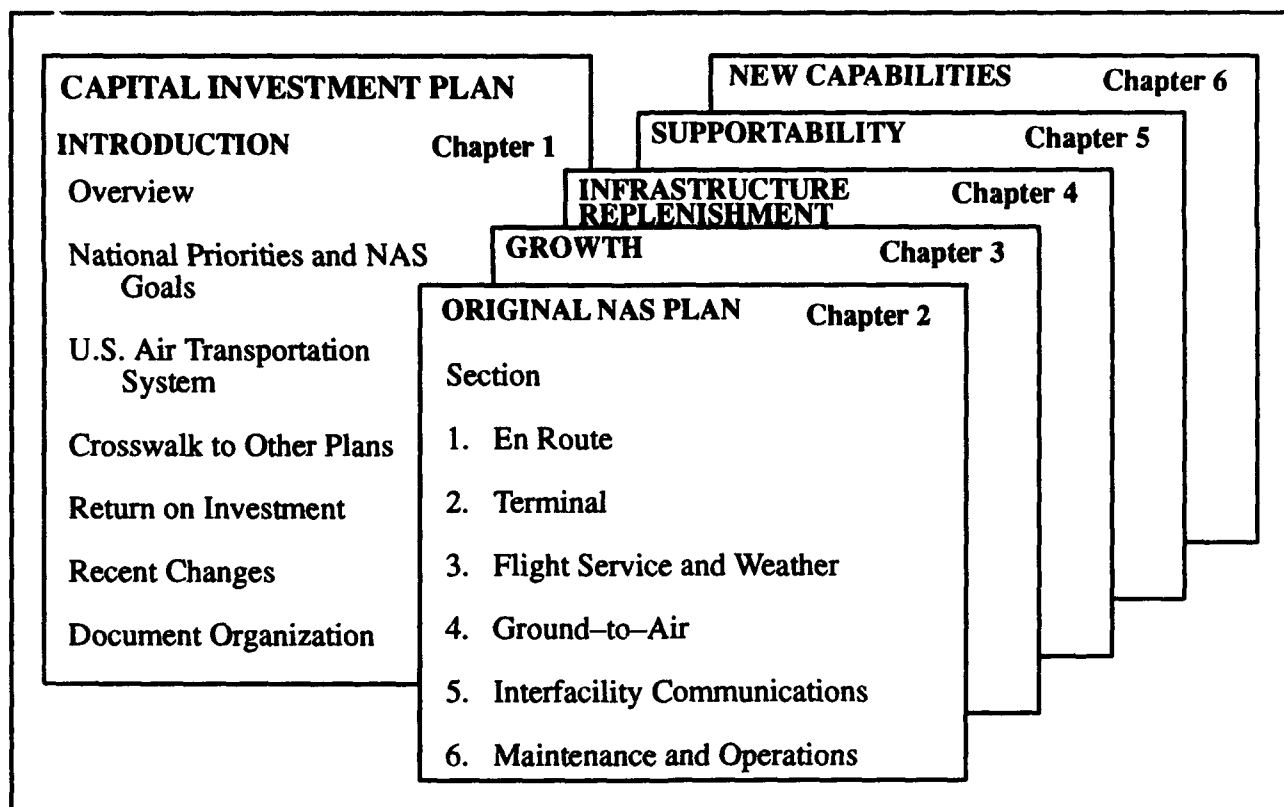 CAPITAL INVESTMENT PLAN
INTRODUCTION Chapter 1
Overview
National Priorities and NAS
Goals
U.S. Air Transportation
System
Crosswalk to Other Plans
Return on Investment
Recent Changes
Document Organization
NEW CAPABILITIES Chapter 6
SUPPORTABILITY Chapter 5
INFRASTRUCTURE Chapter 4
REPLENISHMENT
GROWTH Chapter 3
ORIGINAL NAS PLAN Chapter 2
Section
1. En Route
2. Terminal
3. Flight Service and Weather
4. Ground–to–Air
5. Interfacility Communications
6. Maintenance and Operations